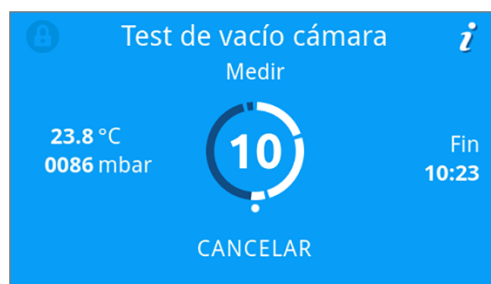 Test de vacío cámara
i
Medir
23.8 °C
0086 mbar
10
Fin
10:23
CANCELAR